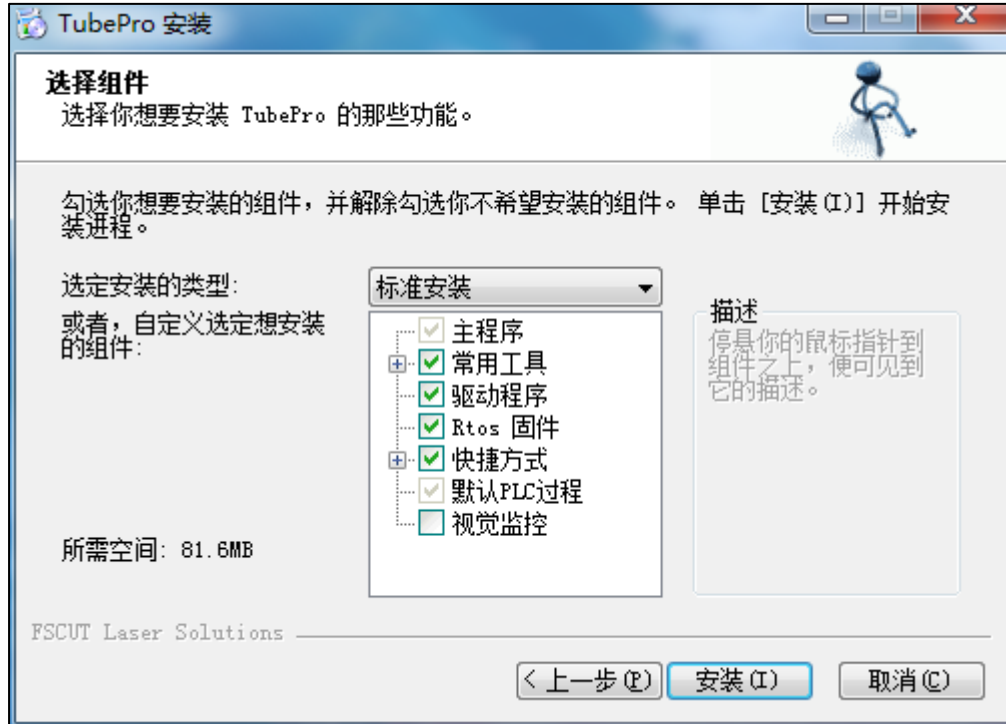 TubePro 安装
选择组件
选择你想要安装 TubePro 的那些功能。
勾选你想要安装的组件，并解除勾选你不希望安装的组件。 单击 [安装(I)] 开始安
装进程。
选定安装的类型:
标准安装
或者，自定义选定想安装
的组件:
主程序
常用工具
驱动程序
Rtos 固件
快捷方式
默认PLC过程
视觉监控
描述
停悬你的鼠标指针到
组件之上，便可见到
它的描述。
所需空间: 81.6MB
FSCUT Laser Solutions
< 上一步(P)
安装(I)
取消(C)